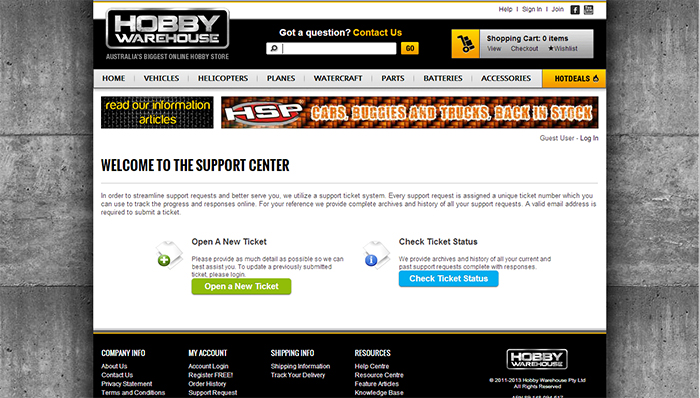 Help | Sign In | Join
HOBBY
WAREHOUSE
AUSTRALIA'S BIGGEST ONLINE HOBBY STORE
Got a question? Contact Us
GO
Shopping Cart: 0 items
View Checkout ★Wishlist
HOME VEHICLES HELICOPTERS PLANES WATERCRAFT PARTS BATTERIES ACCESSORIES HOTDEALS
read our information
articles
HSP CARS, BUGGIES AND TRUCKS, BACK IN STOCK
Guest User - Log In
WELCOME TO THE SUPPORT CENTER
In order to streamline support requests and better serve you, we utilize a support ticket system. Every support request is assigned a unique ticket number which you
can use to track the progress and responses online. For your reference we provide complete archives and history of all your support requests. A valid email address is
required to submit a ticket.
Open A New Ticket
Please provide as much detail as possible so we can
best assist you. To update a previously submitted
ticket, please login.
Open a New Ticket
Check Ticket Status
We provide archives and history of all your current and
past support requests complete with responses.
Check Ticket Status
COMPANY INFO
About Us
Contact Us
Privacy Statement
Terms and Conditions
MY ACCOUNT
Account Login
Register FREE!
Order History
Support Request
SHIPPING INFO
Shipping Information
Track Your Delivery
RESOURCES
Help Centre
Resource Centre
Feature Articles
Knowledge Base
HOBBY
WAREHOUSE
© 2011-2013 Hobby Warehouse Pty Ltd
All Rights Reserved